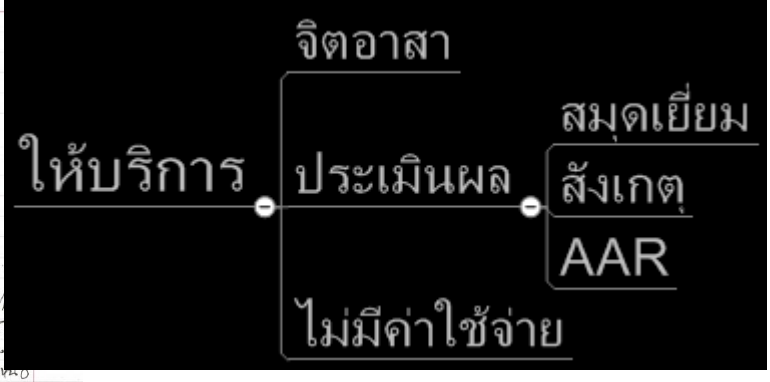 จิตอาสา
สมุดเยี่ยม
ให้บริการ
ประเมินผล
สังเกตุ
AAR
ไม่มีค่าใช้จ่าย